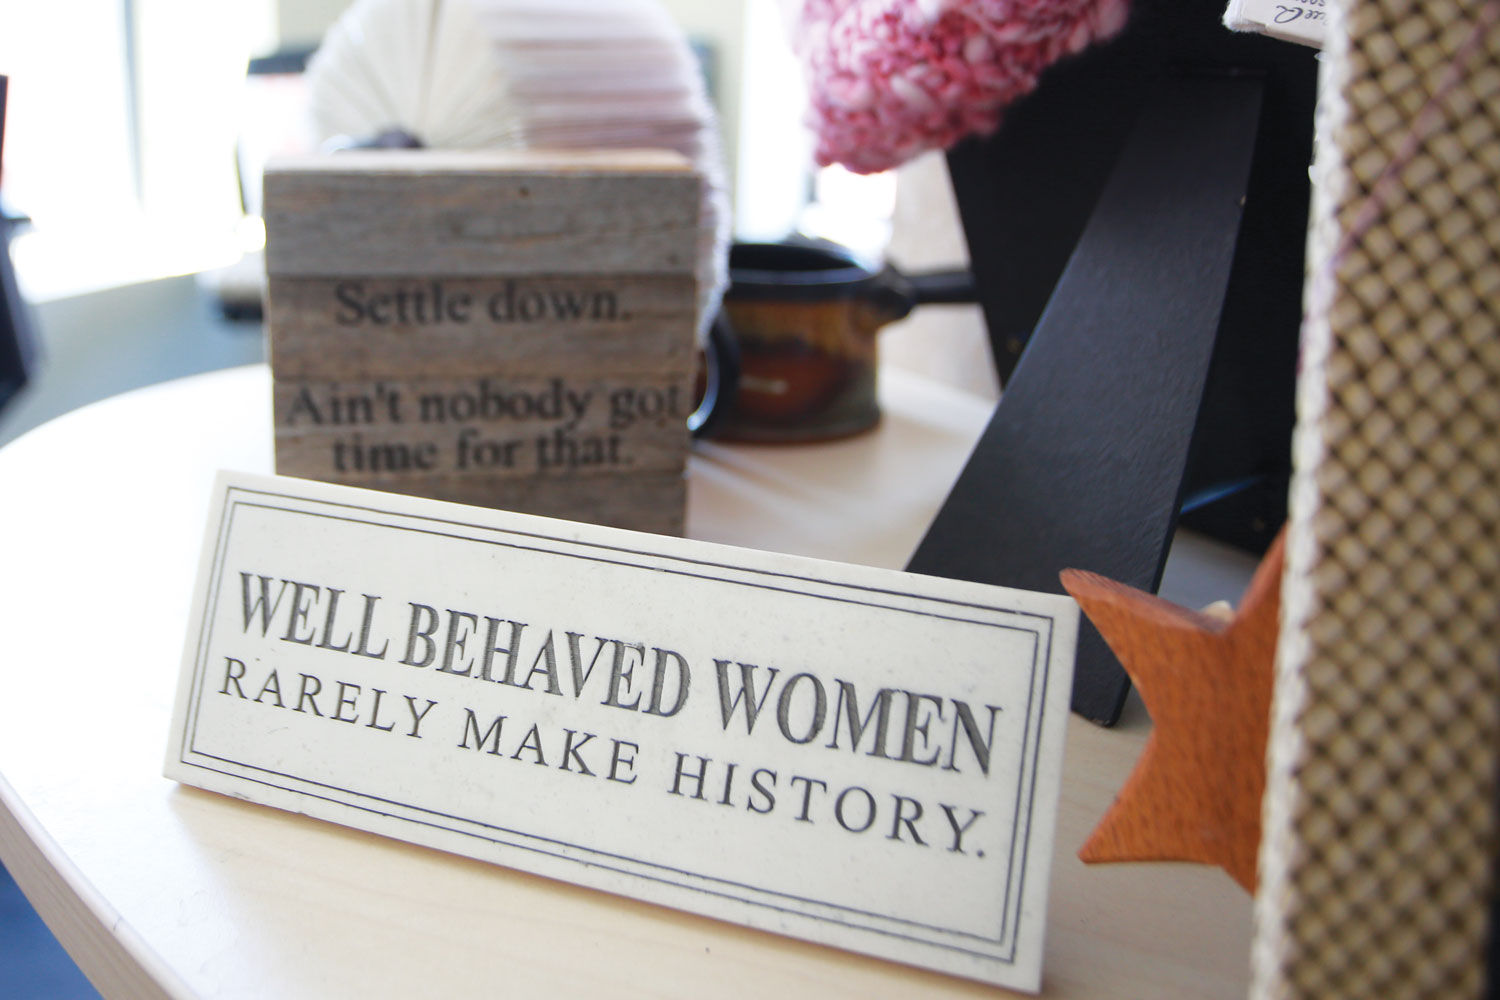 Settle down.
Ain't nobody got
time for that.
WELL BEHAVED WOMEN
RARELY MAKE HISTORY.